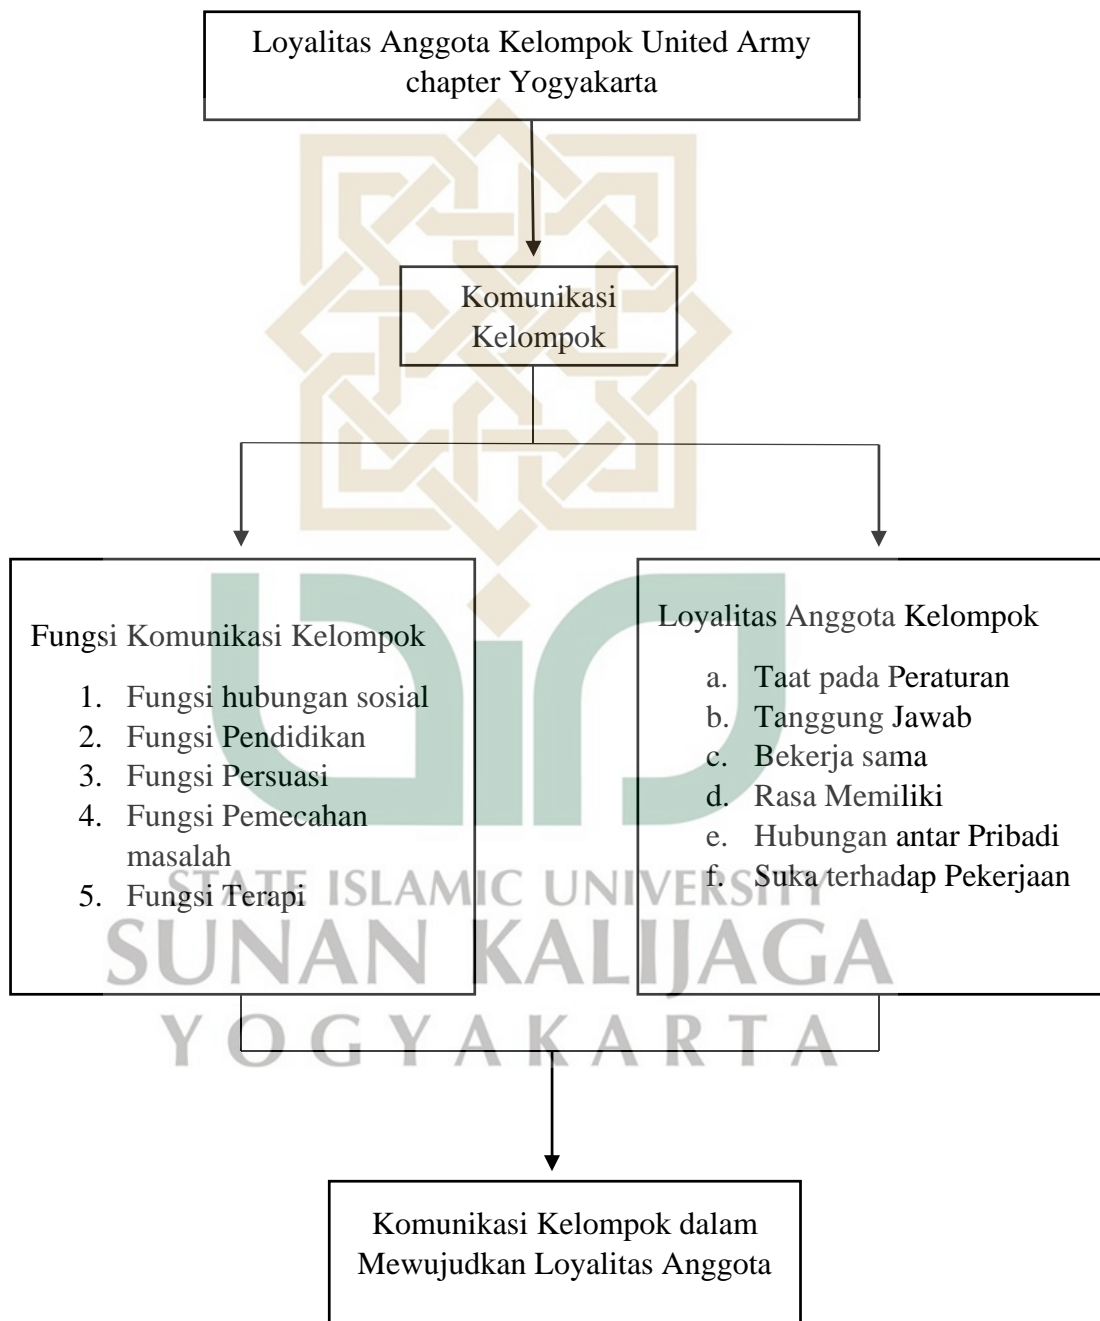 Loyalitas Anggota Kelompok United Army
chapter Yogyakarta
Komunikasi
Kelompok
Fungsi Komunikasi Kelompok
1. Fungsi hubungan sosial
2. Fungsi Pendidikan
3. Fungsi Persuasi
4. Fungsi Pemecahan
masalah
5. Fungsi Terapi
Loyalitas Anggota Kelompok
a. Taat pada Peraturan
b. Tanggung Jawab
c. Bekerja sama
d. Rasa Memiliki
e. Hubungan antar Pribadi
f. Suka terhadap Pekerjaan
STATE ISLAMIC UNIVERSITY
SUNAN KALIJAGA
YOGYAKARTA
Komunikasi Kelompok dalam
Mewujudkan Loyalitas Anggota